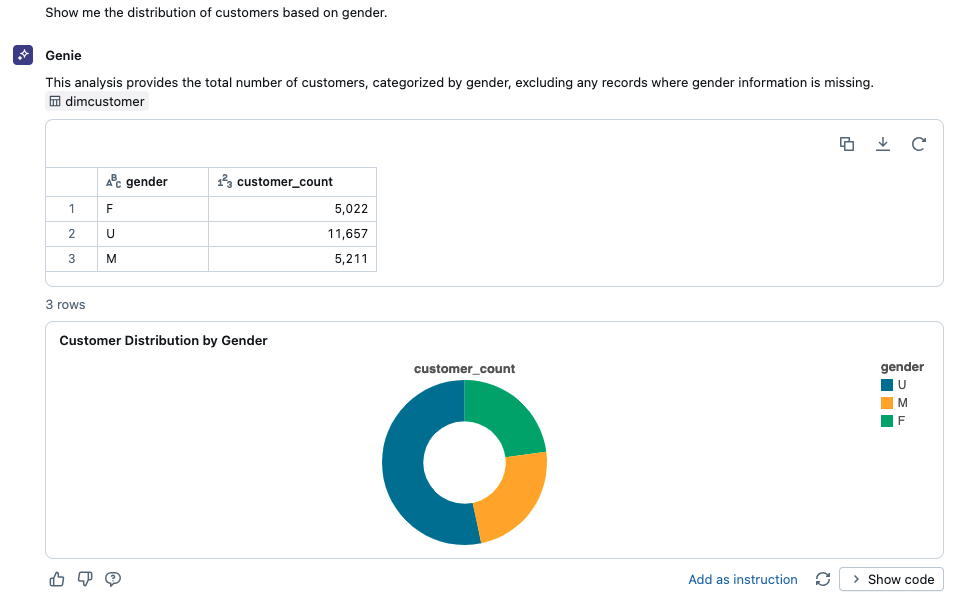 Show me the distribution of customers based on gender.
Genie
This analysis provides the total number of customers, categorized by gender, excluding any records where gender information is missing.
dimcustomer
ABC gender 123 customer_count
1 F 5,022
2 U 11,657
3 M 5,211
3 rows
Customer Distribution by Gender
customer_count
gender
U
M
F
Add as instruction
Show code